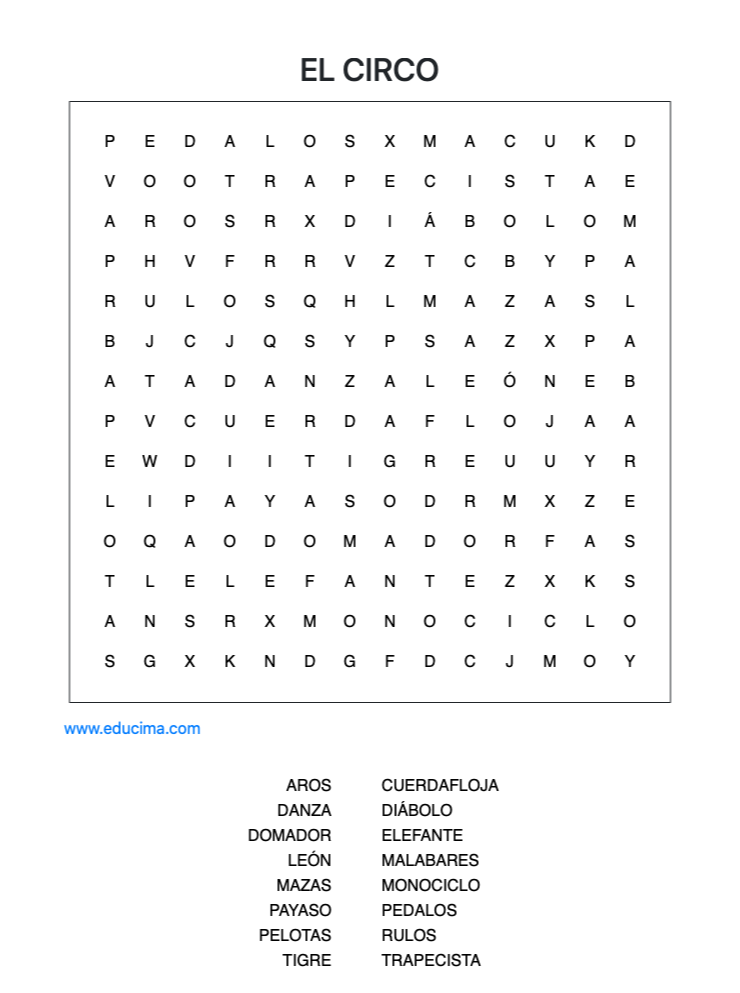 EL CIRCO
P E D A L O S X M A C U K D
V O O T R A P E C I S T A E
A R O S R X D I Á B O L O M
P H V F R R V Z T C B Y P A
R U L O S Q H L M A Z A S L
B J C J Q S Y P S A Z X P A
A T A D A N Z A L E Ó N E B
P V C U E R D A F L O J A A
E W D I I T I G R E U U Y R
L I P A Y A S O D R M X Z E
O Q A O D O M A D O R F A S
T L E L E F A N T E Z X K S
A N S R X M O N O C I C L O
S G X K N D G F D C J M O Y
www.educima.com
AROS CUERDAFLOJA
DANZA DIÁBOLO
DOMADOR ELEFANTE
LEÓN MALABARES
MAZAS MONOCICLO
PAYASO PEDALOS
PELOTAS RULOS
TIGRE TRAPECISTA